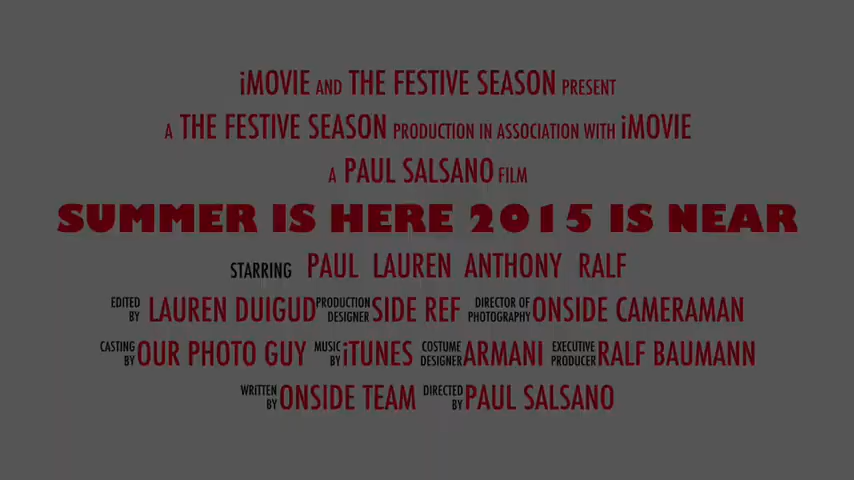 iMOVIE AND THE FESTIVE SEASON PRESENT
A THE FESTIVE SEASON PRODUCTION IN ASSOCIATION WITH iMOVIE
A PAUL SALSANO FILM
SUMMER IS HERE 2015 IS NEAR
STARRING PAUL LAUREN ANTHONY RALF
EDITED BY LAUREN DUIGUD PRODUCTION DESIGNER SIDE REF DIRECTOR OF PHOTOGRAPHY ONSIDE CAMERAMAN
CASTING BY OUR PHOTO GUY MUSIC BY iTUNES COSTUME DESIGNER ARMANI EXECUTIVE PRODUCER RALF BAUMANN
WRITTEN BY ONSIDE TEAM DIRECTED BY PAUL SALSANO